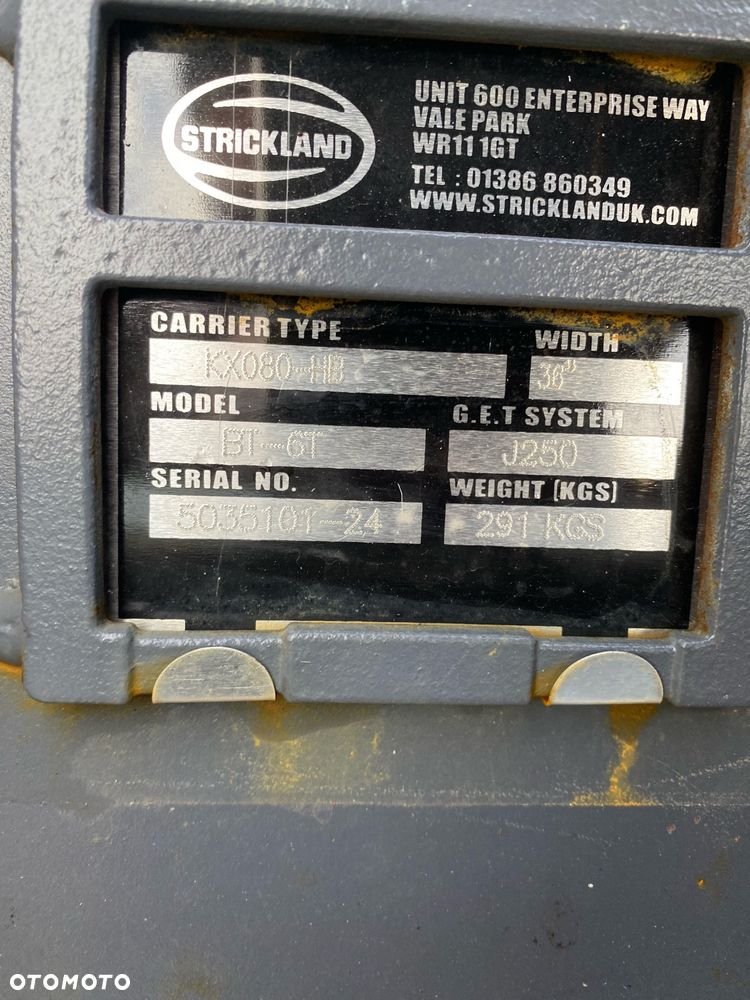 STRICKLAND
UNIT 600 ENTERPRISE WAY
VALE PARK
WR11 1GT
TEL : 01386 860349
WWW.STRICKLANDUK.COM
CARRIER TYPE
KX080-HB
WIDTH
36"
MODEL
BT-6T
G.E.T SYSTEM
J250
SERIAL NO.
5035101-24
WEIGHT (KGS)
291 KGS
OTOMOTO